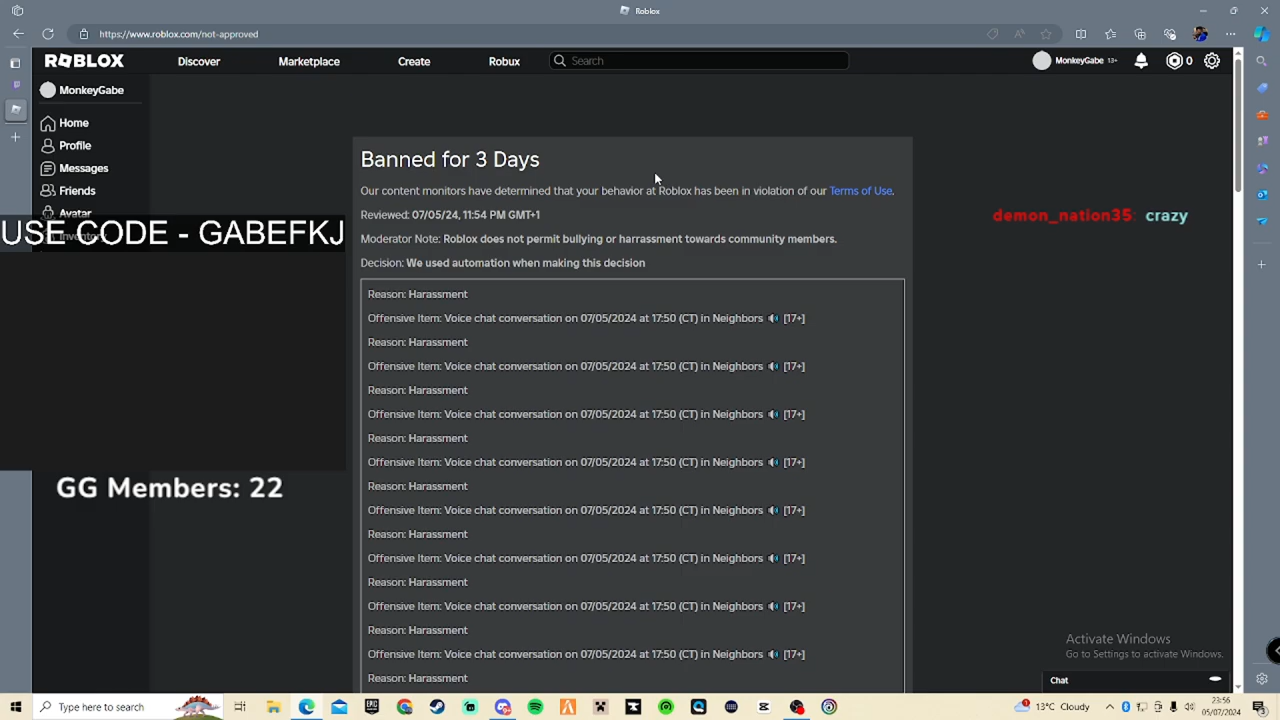 Roblox
https://www.roblox.com/not-approved
ROBLOX Discover Marketplace Create Robux Search MonkeyGabe 13+ 0
MonkeyGabe
Home
Profile
Messages
Friends
Avatar
USE CODE - GABEFKJ
GG Members: 22
Banned for 3 Days
Our content monitors have determined that your behavior at Roblox has been in violation of our Terms of Use.
Reviewed: 07/05/24, 11:54 PM GMT+1
Moderator Note: Roblox does not permit bullying or harrassment towards community members.
Decision: We used automation when making this decision
Reason: Harassment
Offensive Item: Voice chat conversation on 07/05/2024 at 17:50 (CT) in Neighbors 🔊 [17+]
Reason: Harassment
Offensive Item: Voice chat conversation on 07/05/2024 at 17:50 (CT) in Neighbors 🔊 [17+]
Reason: Harassment
Offensive Item: Voice chat conversation on 07/05/2024 at 17:50 (CT) in Neighbors 🔊 [17+]
Reason: Harassment
Offensive Item: Voice chat conversation on 07/05/2024 at 17:50 (CT) in Neighbors 🔊 [17+]
Reason: Harassment
Offensive Item: Voice chat conversation on 07/05/2024 at 17:50 (CT) in Neighbors 🔊 [17+]
Reason: Harassment
Offensive Item: Voice chat conversation on 07/05/2024 at 17:50 (CT) in Neighbors 🔊 [17+]
Reason: Harassment
Offensive Item: Voice chat conversation on 07/05/2024 at 17:50 (CT) in Neighbors 🔊 [17+]
Reason: Harassment
Offensive Item: Voice chat conversation on 07/05/2024 at 17:50 (CT) in Neighbors 🔊 [17+]
Reason: Harassment
demon_nation35: crazy
Activate Windows
Go to Settings to activate Windows.
Chat
Type here to search
13°C Cloudy
23:56
05/07/2024